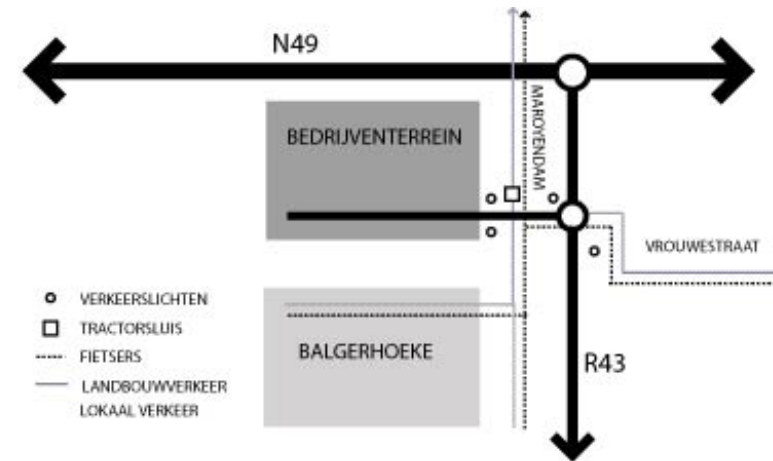 N49
MAROYENDAM
BEDRIJVENTERREIN
VROUWESTRAAT
VERKEERSLICHTEN
TRACTORSLUIS
FIETSERS
LANDBOUWVERKEER
LOKAAL VERKEER
BALGERHOEKE
R43